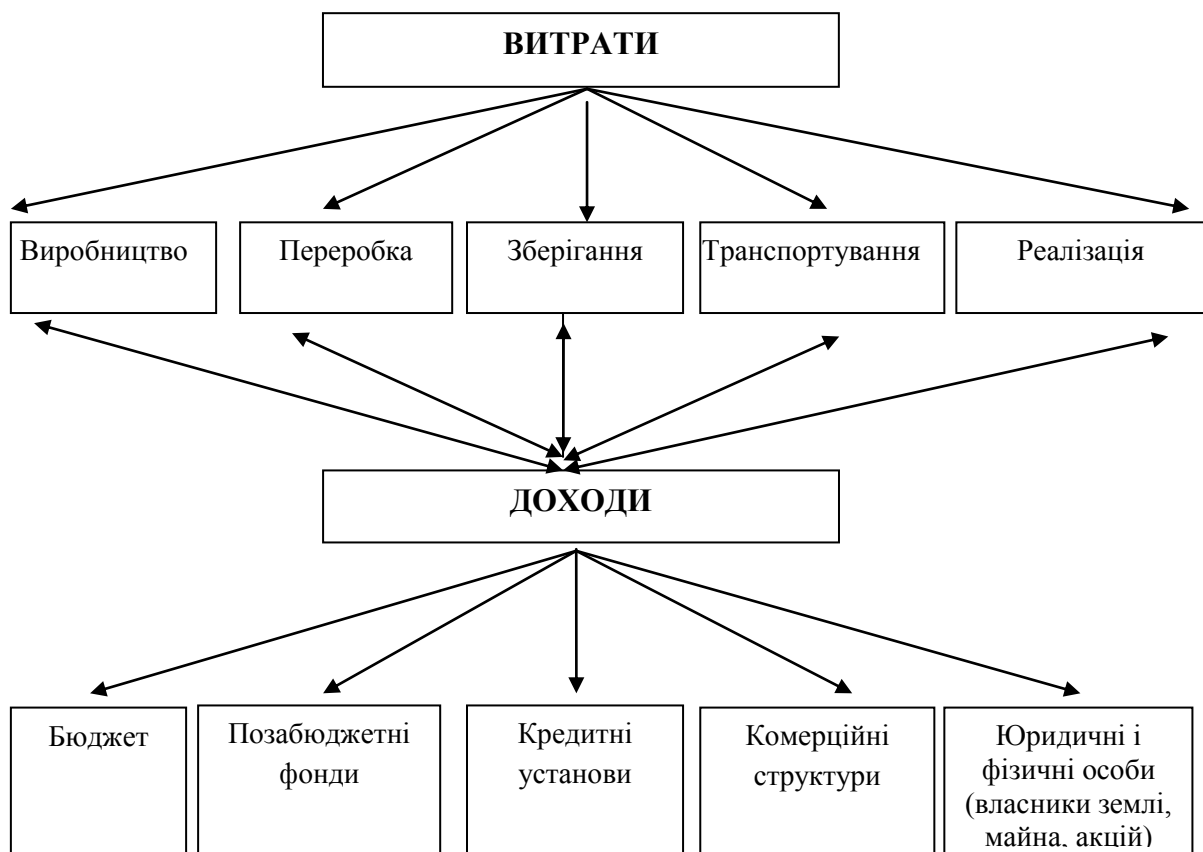 ВИТРАТИ
Виробництво
Переробка
Зберігання
Транспортування
Реалізація
ДОХОДИ
Бюджет
Позабюджетні
фонди
Кредитні
установи
Комерційні
структури
Юридичні і
фізичні особи
(власники землі,
майна, акцій)